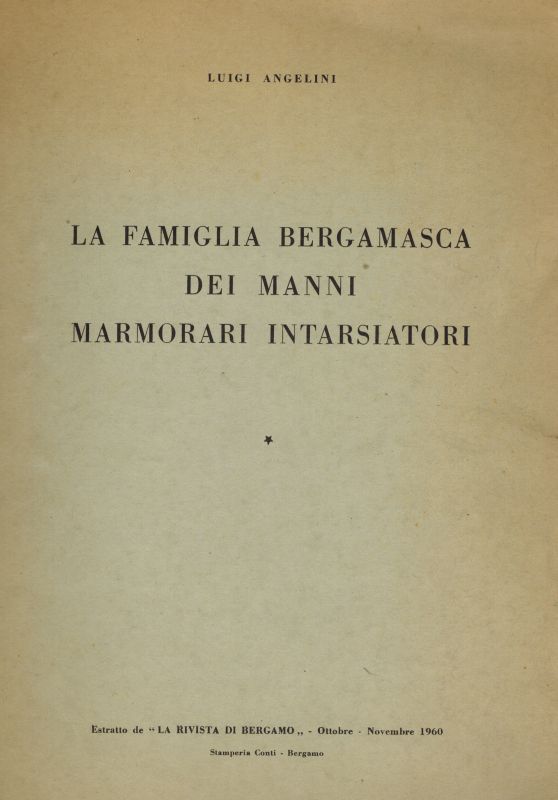 LUIGI ANGELINI
LA FAMIGLIA BERGAMASCA
DEI MANNI
MARMORARI INTARSIATORI
Estratto de “LA RIVISTA DI BERGAMO„ - Ottobre - Novembre 1960
Stamperia Conti - Bergamo